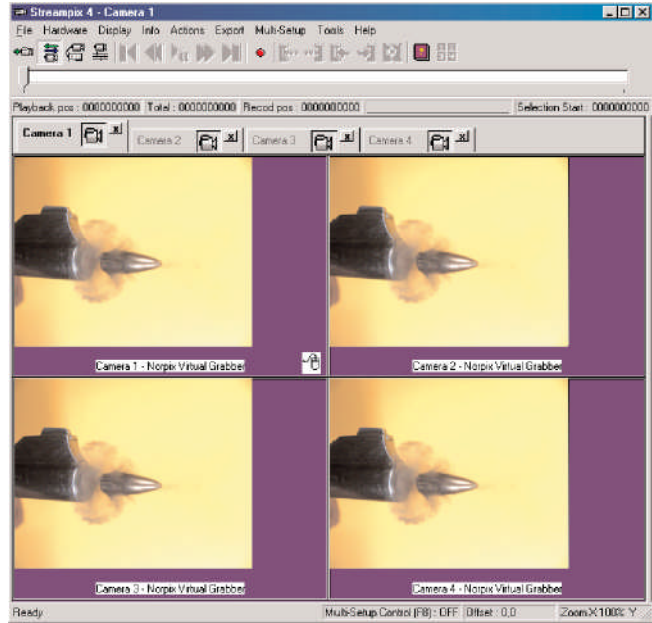 Streampix 4 - Camera 1
File Hardware Display Info Actions Export Multi-Setup Tools Help
Playback pos : 0000000000 Total : 0000000000 Recod pos : 0000000000 Selection Start : 0000000000
Camera 1 Camera 2 Camera 3 Camera 4
Camera 1 - Norpix Virtual Grabber Camera 2 - Norpix Virtual Grabber
Camera 3 - Norpix Virtual Grabber Camera 4 - Norpix Virtual Grabber
Ready Multi-Setup Control (F8) : OFF Offset : 0,0 Zoom X 100% Y